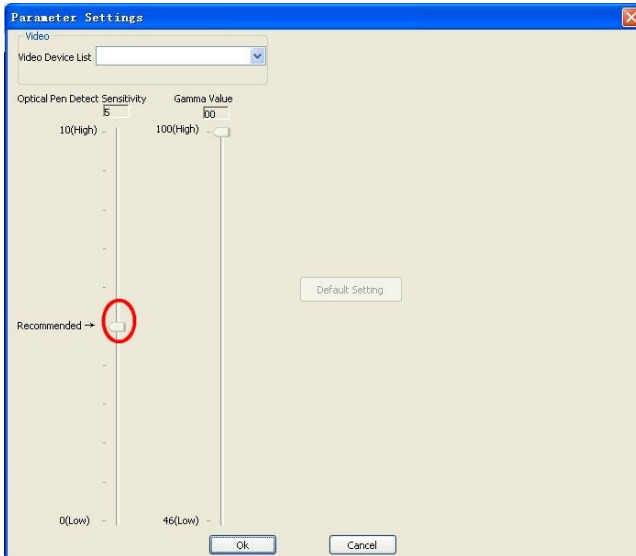 Parameter Settings
Video
Video Device List
Optical Pen Detect Sensitivity
Gamma Value
5
00
10(High)
100(High)
Default Setting
Recommended →
0(Low)
46(Low)
Ok
Cancel